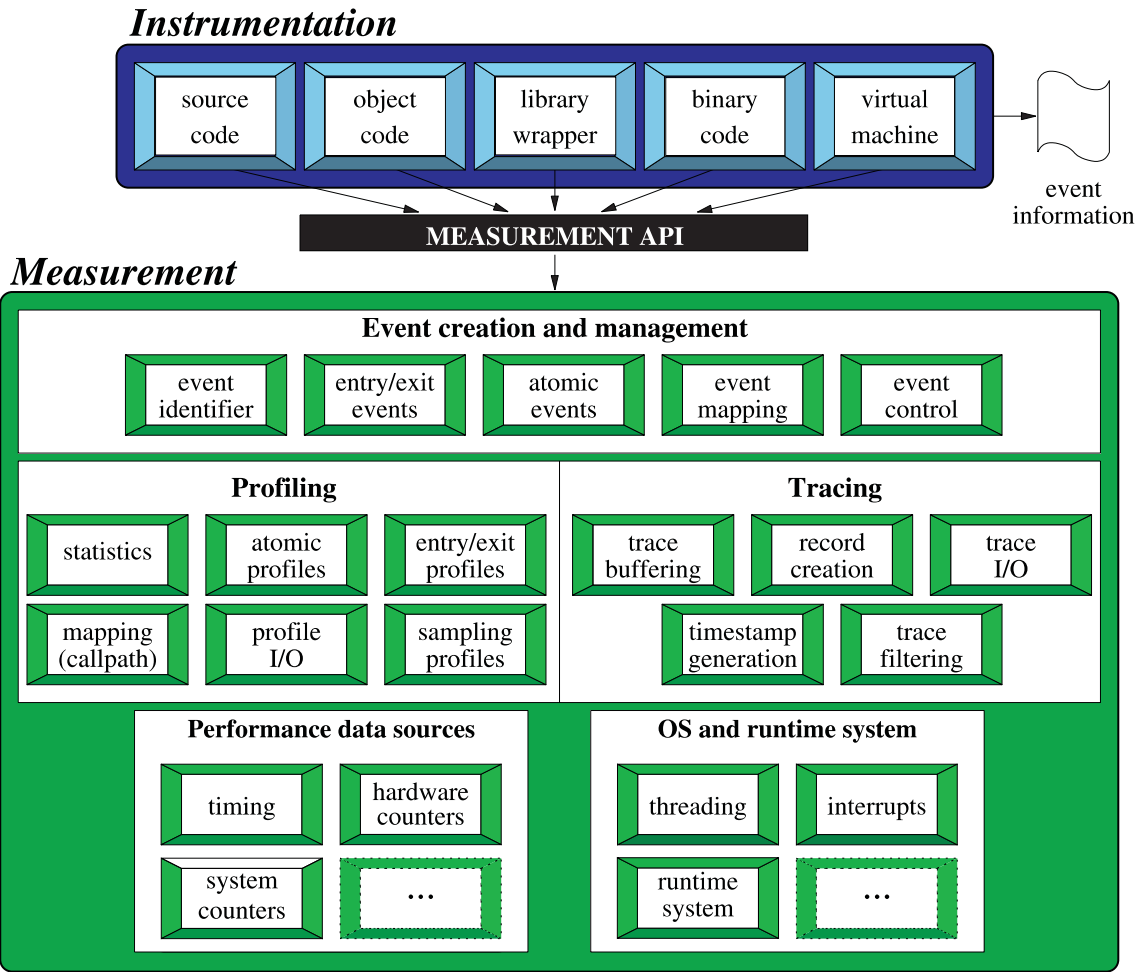 Instrumentation
source
code
object
code
library
wrapper
binary
code
virtual
machine
event
information
MEASUREMENT API
Measurement
Event creation and management
event
identifier
entry/exit
events
atomic
events
event
mapping
event
control
Profiling
statistics
atomic
profiles
entry/exit
profiles
mapping
(callpath)
profile
I/O
sampling
profiles
Tracing
trace
buffering
record
creation
trace
I/O
timestamp
generation
trace
filtering
Performance data sources
timing
hardware
counters
system
counters
...
OS and runtime system
threading
interrupts
runtime
system
...